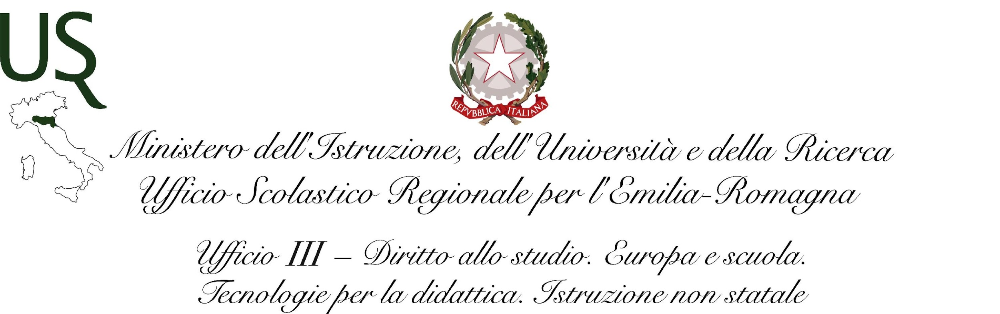 USR
REPVBBLICA ITALIANA
Ministero dell'Istruzione, dell'Università e della Ricerca
Ufficio Scolastico Regionale per l'Emilia-Romagna
Ufficio III – Diritto allo studio. Europa e scuola.
Tecnologie per la didattica. Istruzione non statale